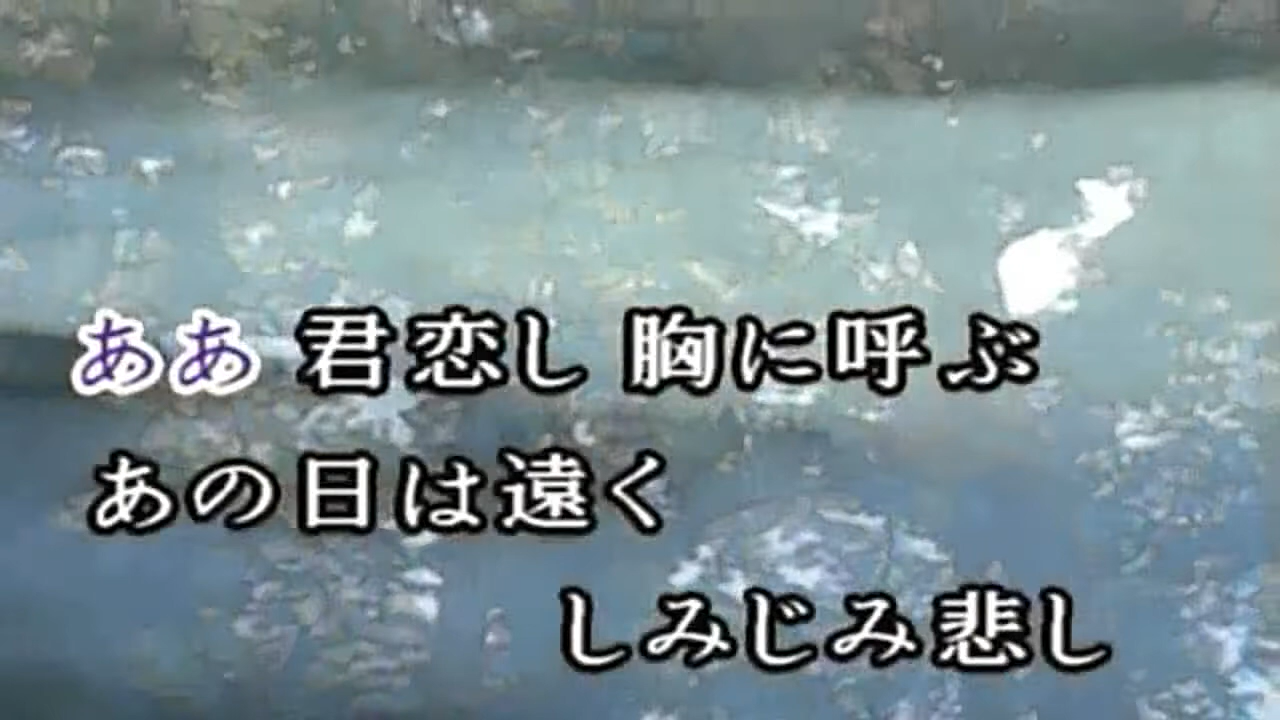 ああ 君恋し 胸に呼ぶ
あの日は遠く
しみじみ悲し